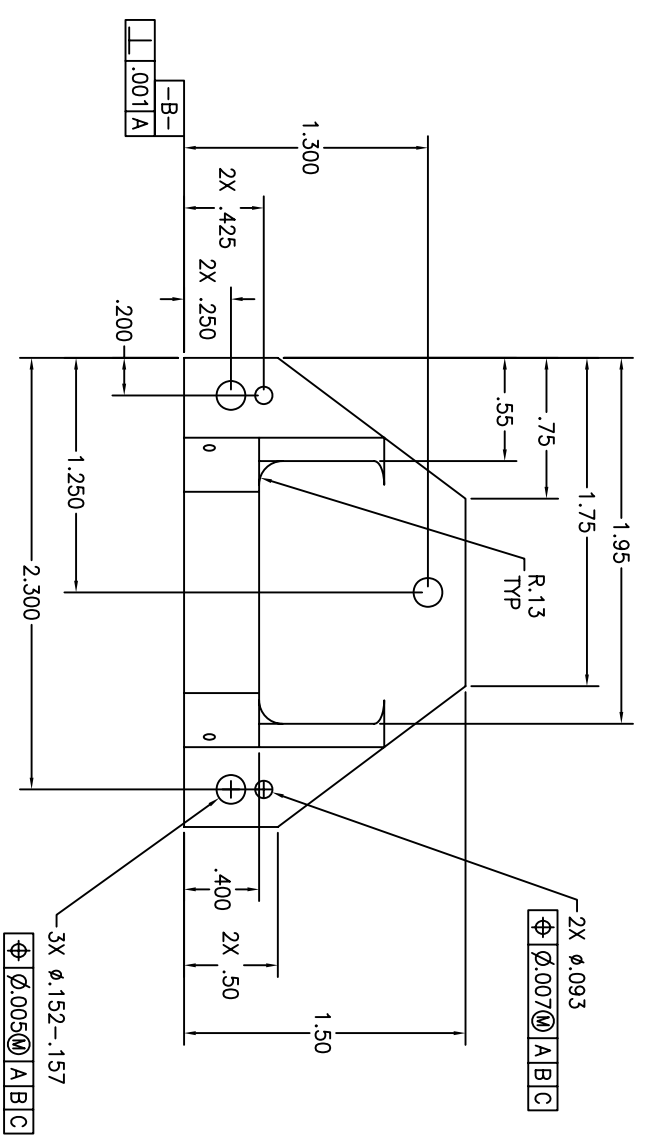 1.95
1.75
2X ø.093
.75
⌖ Ø.007Ⓜ A B C
R.13
TYP
.55
1.50
1.300
2X .425
2X .50
.400
2X .250
-B-
⊥ .001 A
.200
1.250
3X ø.152-.157
2.300
⌖ Ø.005Ⓜ A B C